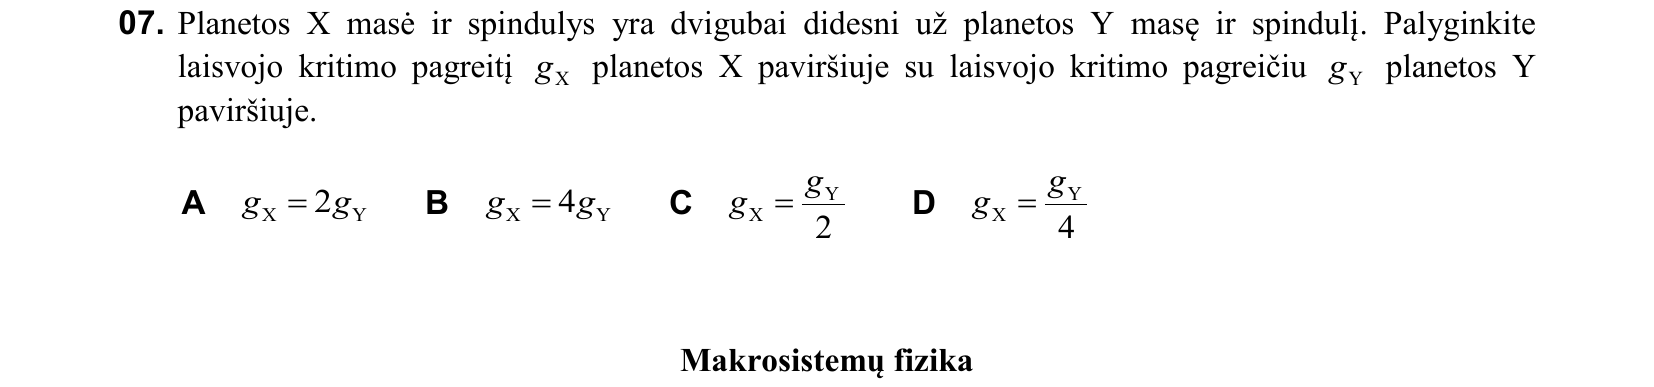 07. Planetos X masė ir spindulys yra dvigubai didesni už planetos Y masę ir spindulį. Palyginkite
laisvojo kritimo pagreitį g_X planetos X paviršiuje su laisvojo kritimo pagreičiu g_Y planetos Y
paviršiuje.
A g_X = 2g_Y B g_X = 4g_Y C g_X = g_Y/2 D g_X = g_Y/4
Makrosistemų fizika